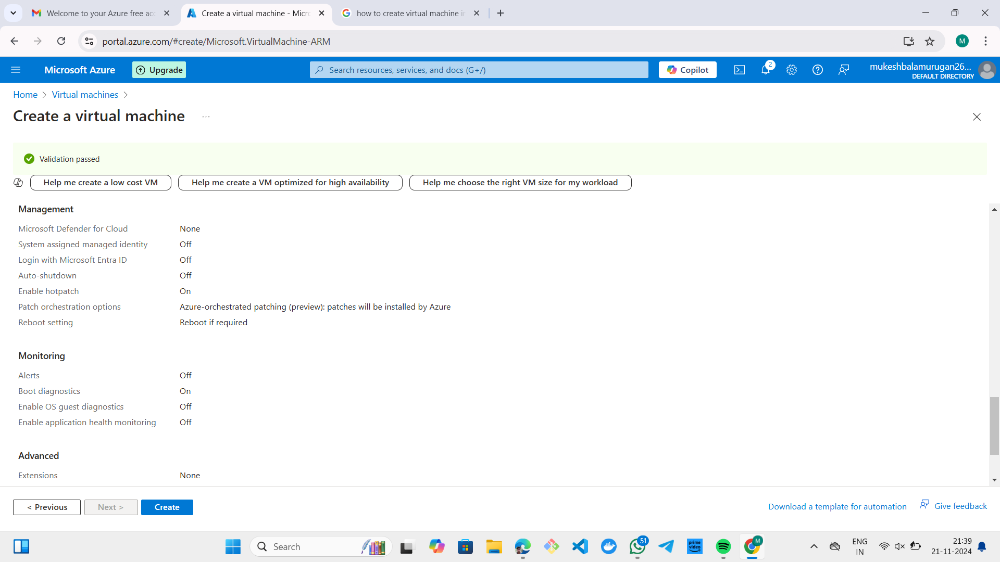 Welcome to your Azure free acc
Create a virtual machine - Micro
how to create virtual machine in
portal.azure.com/#create/Microsoft.VirtualMachine-ARM
M
Microsoft Azure
Upgrade
Search resources, services, and docs (G+/)
Copilot
2
mukeshbalamurugan26...
DEFAULT DIRECTORY
Home > Virtual machines >
Create a virtual machine ...
Validation passed
Help me create a low cost VM
Help me create a VM optimized for high availability
Help me choose the right VM size for my workload
Management
Microsoft Defender for Cloud None
System assigned managed identity Off
Login with Microsoft Entra ID Off
Auto-shutdown Off
Enable hotpatch On
Patch orchestration options Azure-orchestrated patching (preview): patches will be installed by Azure
Reboot setting Reboot if required
Monitoring
Alerts Off
Boot diagnostics On
Enable OS guest diagnostics Off
Enable application health monitoring Off
Advanced
Extensions None
< Previous
Next >
Create
Download a template for automation
Give feedback
Search
51
prime video
M
ENG
IN
21:39
21-11-2024